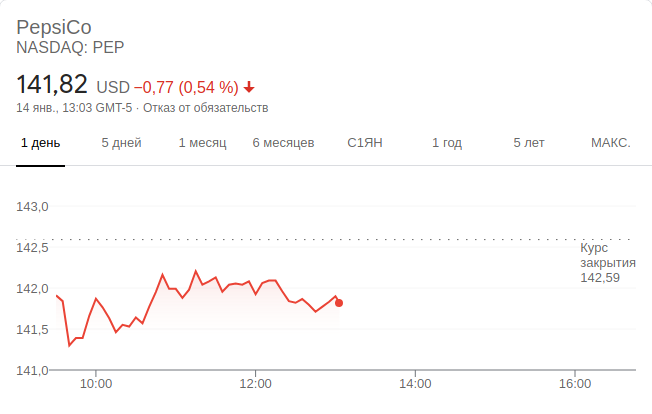 PepsiCo
NASDAQ: PEP
141,82 USD −0,77 (0,54 %)
14 янв., 13:03 GMT-5 · Отказ от обязательств
1 день 5 дней 1 месяц 6 месяцев С1ЯН 1 год 5 лет МАКС.
143,0
142,5
142,0
141,5
141,0
Курс
закрытия
142,59
10:00 12:00 14:00 16:00